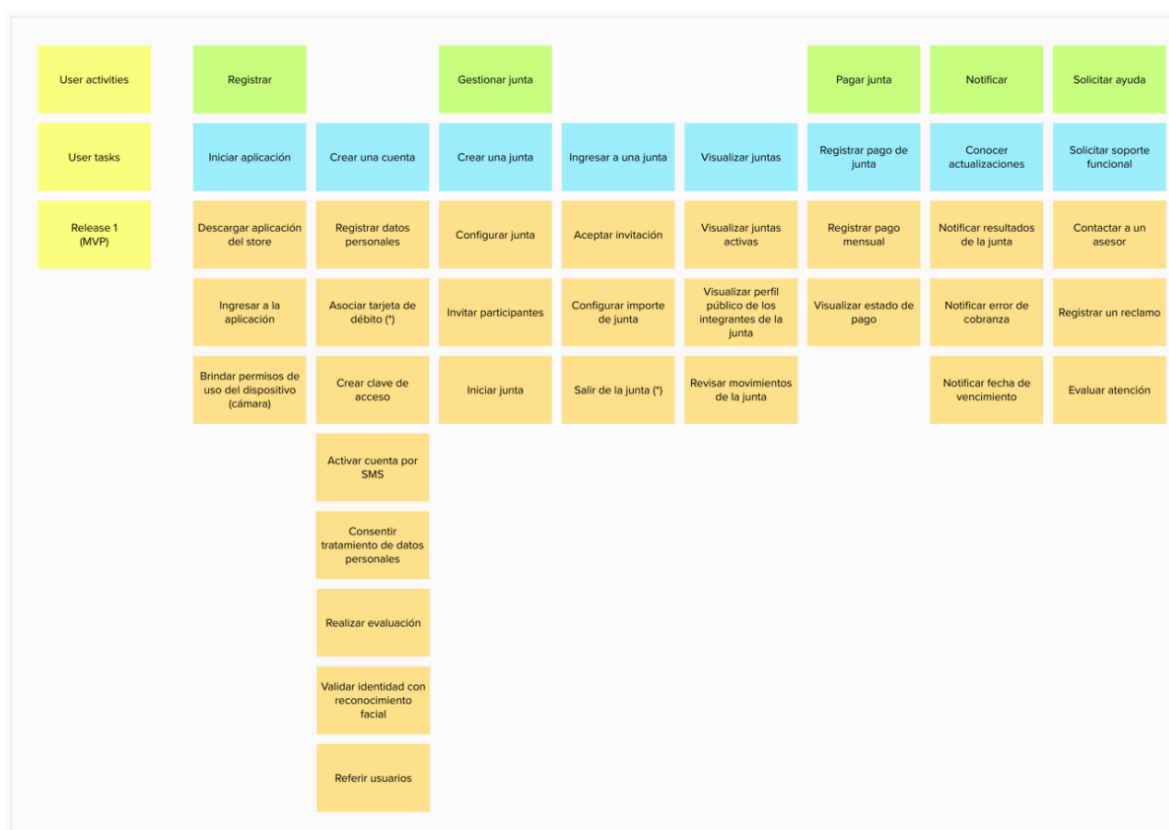 User activities
Registrar
Gestionar junta
Pagar junta
Notificar
Solicitar ayuda
User tasks
Iniciar aplicación
Crear una cuenta
Crear una junta
Ingresar a una junta
Visualizar juntas
Registrar pago de
junta
Conocer
actualizaciones
Solicitar soporte
funcional
Release 1
(MVP)
Descargar aplicación
del store
Registrar datos
personales
Configurar junta
Aceptar invitación
Visualizar juntas
activas
Registrar pago
mensual
Notificar resultados
de la junta
Contactar a un
asesor
Ingresar a la
aplicación
Asociar tarjeta de
débito (*)
Invitar participantes
Configurar importe
de junta
Visualizar perfil
público de los
integrantes de la
junta
Visualizar estado de
pago
Notificar error de
cobranza
Registrar un reclamo
Brindar permisos de
uso del dispositivo
(cámara)
Crear clave de
acceso
Iniciar junta
Salir de la junta (*)
Revisar movimientos
de la junta
Notificar fecha de
vencimiento
Evaluar atención
Activar cuenta por
SMS
Consentir
tratamiento de datos
personales
Realizar evaluación
Validar identidad con
reconocimiento
facial
Referir usuarios